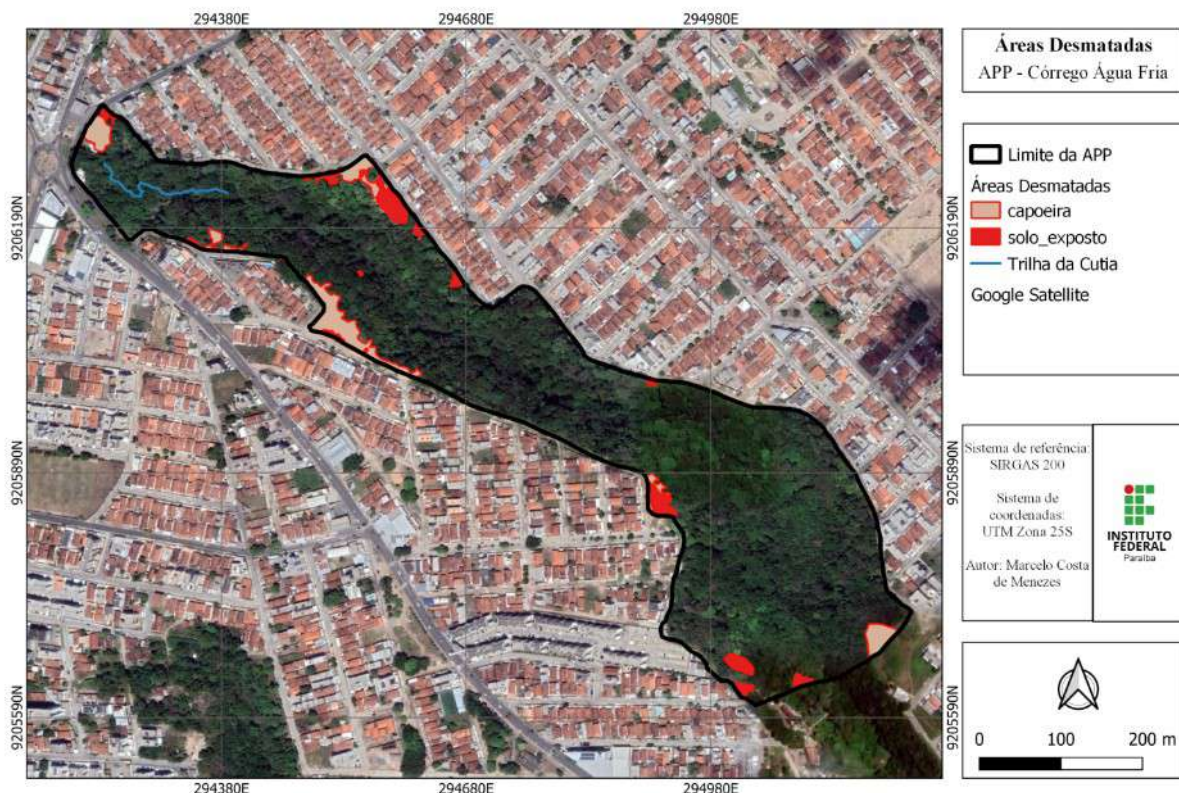 294380E
294680E
294980E
9206190N
9205890N
9205590N
9206190N
9205890N
9205590N
294380E
294680E
294980E
Áreas Desmatadas
APP - Córrego Água Fria
Limite da APP
Áreas Desmatadas
capoeira
solo_exposto
Trilha da Cutia
Google Satellite
Sistema de referência:
SIRGAS 200
Sistema de
coordenadas:
UTM Zona 25S
Autor: Marcelo Costa
de Menezes
INSTITUTO
FEDERAL
Paraíba
0 100 200 m